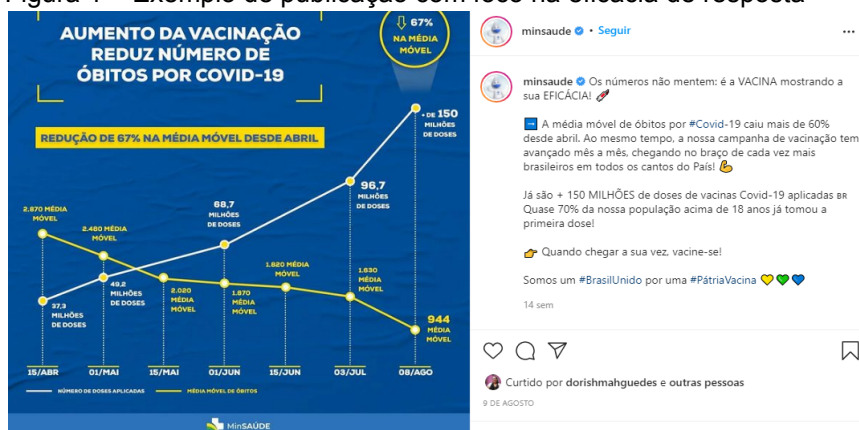 Figura 1 – Exemplo de publicação com foco na eficácia de resposta
AUMENTO DA VACINAÇÃO
REDUZ NÚMERO DE
ÓBITOS POR COVID-19
67%
NA MÉDIA
MÓVEL
REDUÇÃO DE 67% NA MÉDIA MÓVEL DESDE ABRIL
+ DE 150
MILHÕES
DE DOSES
96,7
MILHÕES
DE DOSES
68,7
MILHÕES
DE DOSES
2.870 MÉDIA
MÓVEL
2.460 MÉDIA
MÓVEL
49,2
MILHÕES
DE DOSES
37,3
MILHÕES
DE DOSES
2.020
MÉDIA
MÓVEL
1.870
MÉDIA
MÓVEL
1.820 MÉDIA
MÓVEL
1.530
MÉDIA
MÓVEL
944
MÉDIA
MÓVEL
15/ABR 01/MAI 15/MAI 01/JUN 15/JUN 03/JUL 08/AGO
NÚMERO DE DOSES APLICADAS MÉDIA MÓVEL DE ÓBITOS
MINSAÚDE
minsaude • Seguir
minsaude Os números não mentem: é a VACINA mostrando a
sua EFICÁCIA! 💉
➡️ A média móvel de óbitos por #Covid-19 caiu mais de 60%
desde abril. Ao mesmo tempo, a nossa campanha de vacinação tem
avançado mês a mês, chegando no braço de cada vez mais
brasileiros em todos os cantos do País! 💪
Já são + 150 MILHÕES de doses de vacinas Covid-19 aplicadas BR
Quase 70% da nossa população acima de 18 anos já tomou a
primeira dose!
👉 Quando chegar a sua vez, vacine-se!
Somos um #BrasilUnido por uma #PátriaVacina 💛💚💙
14 sem
Curtido por dorishmahguedes e outras pessoas
9 DE AGOSTO